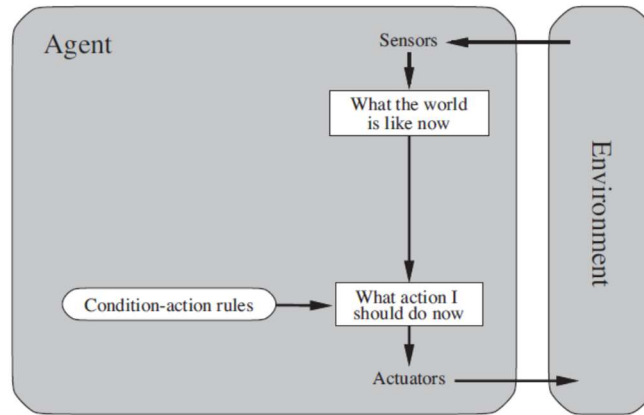 Agent
Sensors
What the world
is like now
Environment
Condition-action rules
What action I
should do now
Actuators